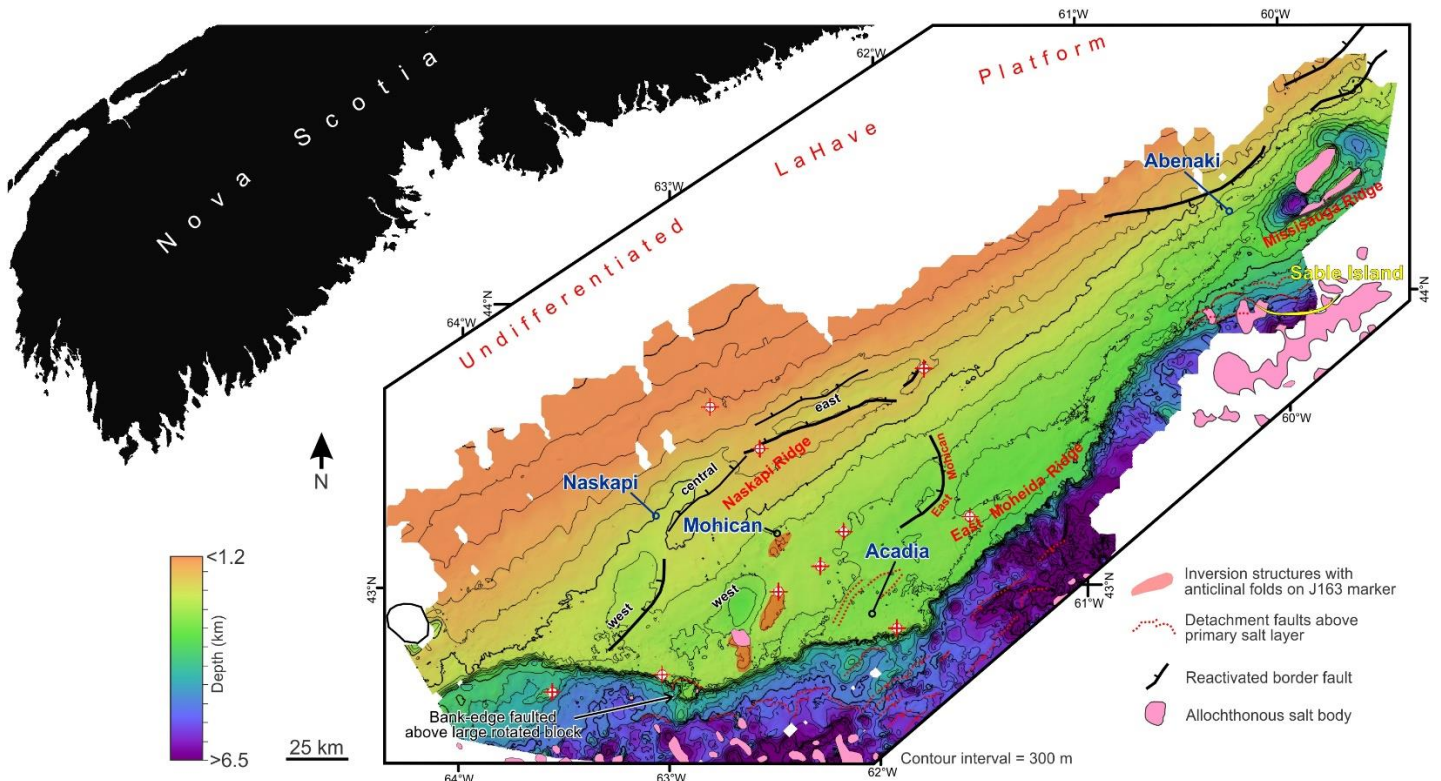 61°W
60°W
62°W
Platform
Nova Scotia
LaHave
Abenaki
63°W
Missisauga Ridge
Undifferentiated
Sable Island
44°N
44°N
64°W
east
60°W
N
Naskapi
central
Naskapi Ridge
East Mohican
Mohican
East Moheida Ridge
Acadia
<1.2
Depth (km)
>6.5
43°N
west
west
61°W
43°N
Inversion structures with
anticlinal folds on J163 marker
Detachment faults above
primary salt layer
Reactivated border fault
Allochthonous salt body
Bank-edge faulted
above large rotated block
25 km
Contour interval = 300 m
64°W
63°W
62°W